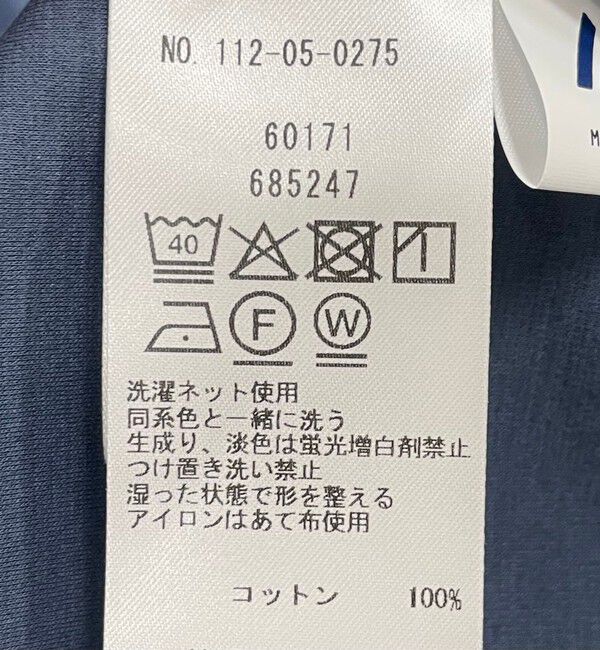 NO. 112-05-0275
60171
685247
40
F W
洗濯ネット使用
同系色と一緒に洗う
生成り、淡色は蛍光増白剤禁止
つけ置き洗い禁止
湿った状態で形を整える
アイロンはあて布使用
コットン 100%
M